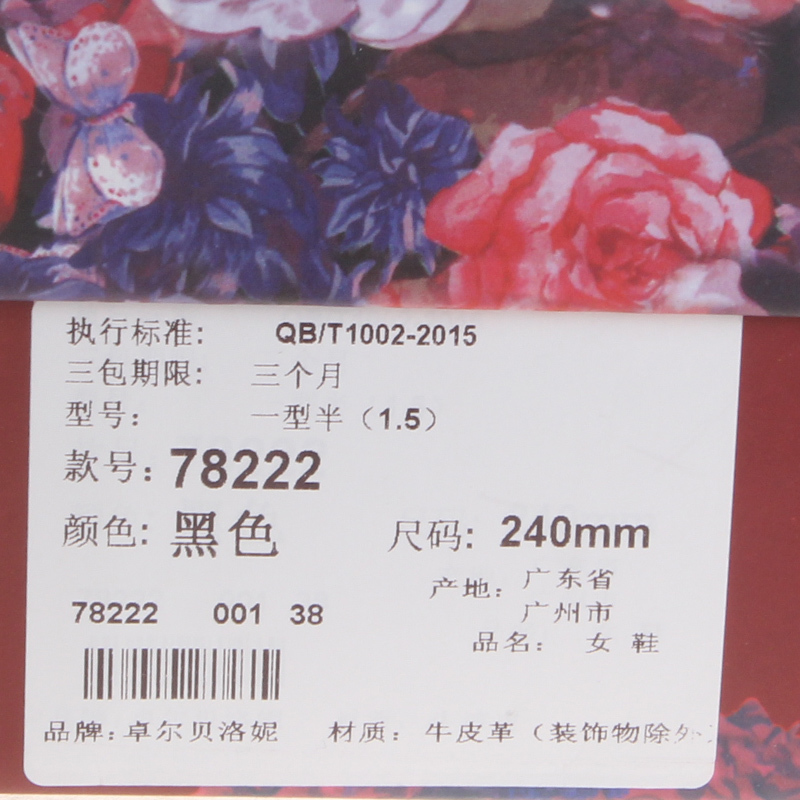 执行标准: QB/T1002-2015
三包期限: 三个月
型号: 一型半（1.5）
款号: 78222
颜色: 黑色 尺码: 240mm
产地: 广东省
广州市
78222 001 38
品名: 女 鞋
品牌: 卓尔贝洛妮 材质: 牛皮革（装饰物除外